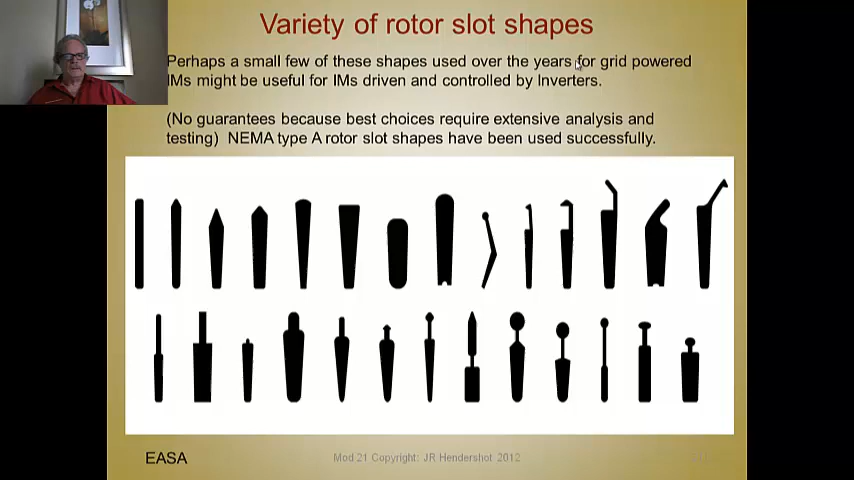 Variety of rotor slot shapes
Perhaps a small few of these shapes used over the years for grid powered
IMs might be useful for IMs driven and controlled by Inverters.
(No guarantees because best choices require extensive analysis and
testing) NEMA type A rotor slot shapes have been used successfully.
EASA
Mod 21 Copyright: JR Hendershot 2012